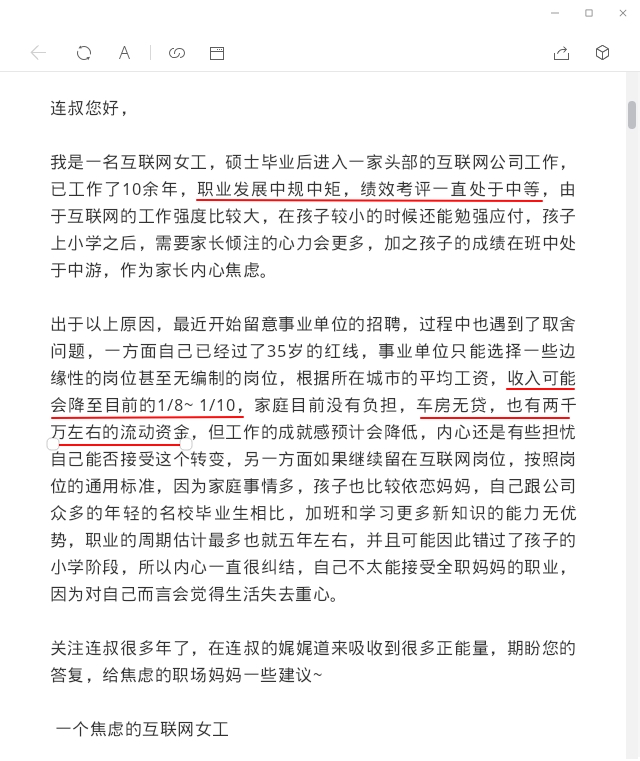 连叔您好，
我是一名互联网女工，硕士毕业后进入一家头部的互联网公司工作，
已工作了10余年，职业发展中规中矩，绩效考评一直处于中等，由
于互联网的工作强度比较大，在孩子较小的时候还能勉强应付，孩子
上小学之后，需要家长倾注的心力会更多，加之孩子的成绩在班中处
于中游，作为家长内心焦虑。
出于以上原因，最近开始留意事业单位的招聘，过程中也遇到了取舍
问题，一方面自己已经过了35岁的红线，事业单位只能选择一些边
缘性的岗位甚至无编制的岗位，根据所在城市的平均工资，收入可能
会降至目前的1/8~ 1/10，家庭目前没有负担，车房无贷，也有两千
万左右的流动资金，但工作的成就感预计会降低，内心还是有些担忧
自己能否接受这个转变，另一方面如果继续留在互联网岗位，按照岗
位的通用标准，因为家庭事情多，孩子也比较依恋妈妈，自己跟公司
众多的年轻的名校毕业生相比，加班和学习更多新知识的能力无优
势，职业的周期估计最多也就五年左右，并且可能因此错过了孩子的
小学阶段，所以内心一直很纠结，自己不太能接受全职妈妈的职业，
因为对自己而言会觉得生活失去重心。
关注连叔很多年了，在连叔的娓娓道来吸收到很多正能量，期盼您的
答复，给焦虑的职场妈妈一些建议~
一个焦虑的互联网女工